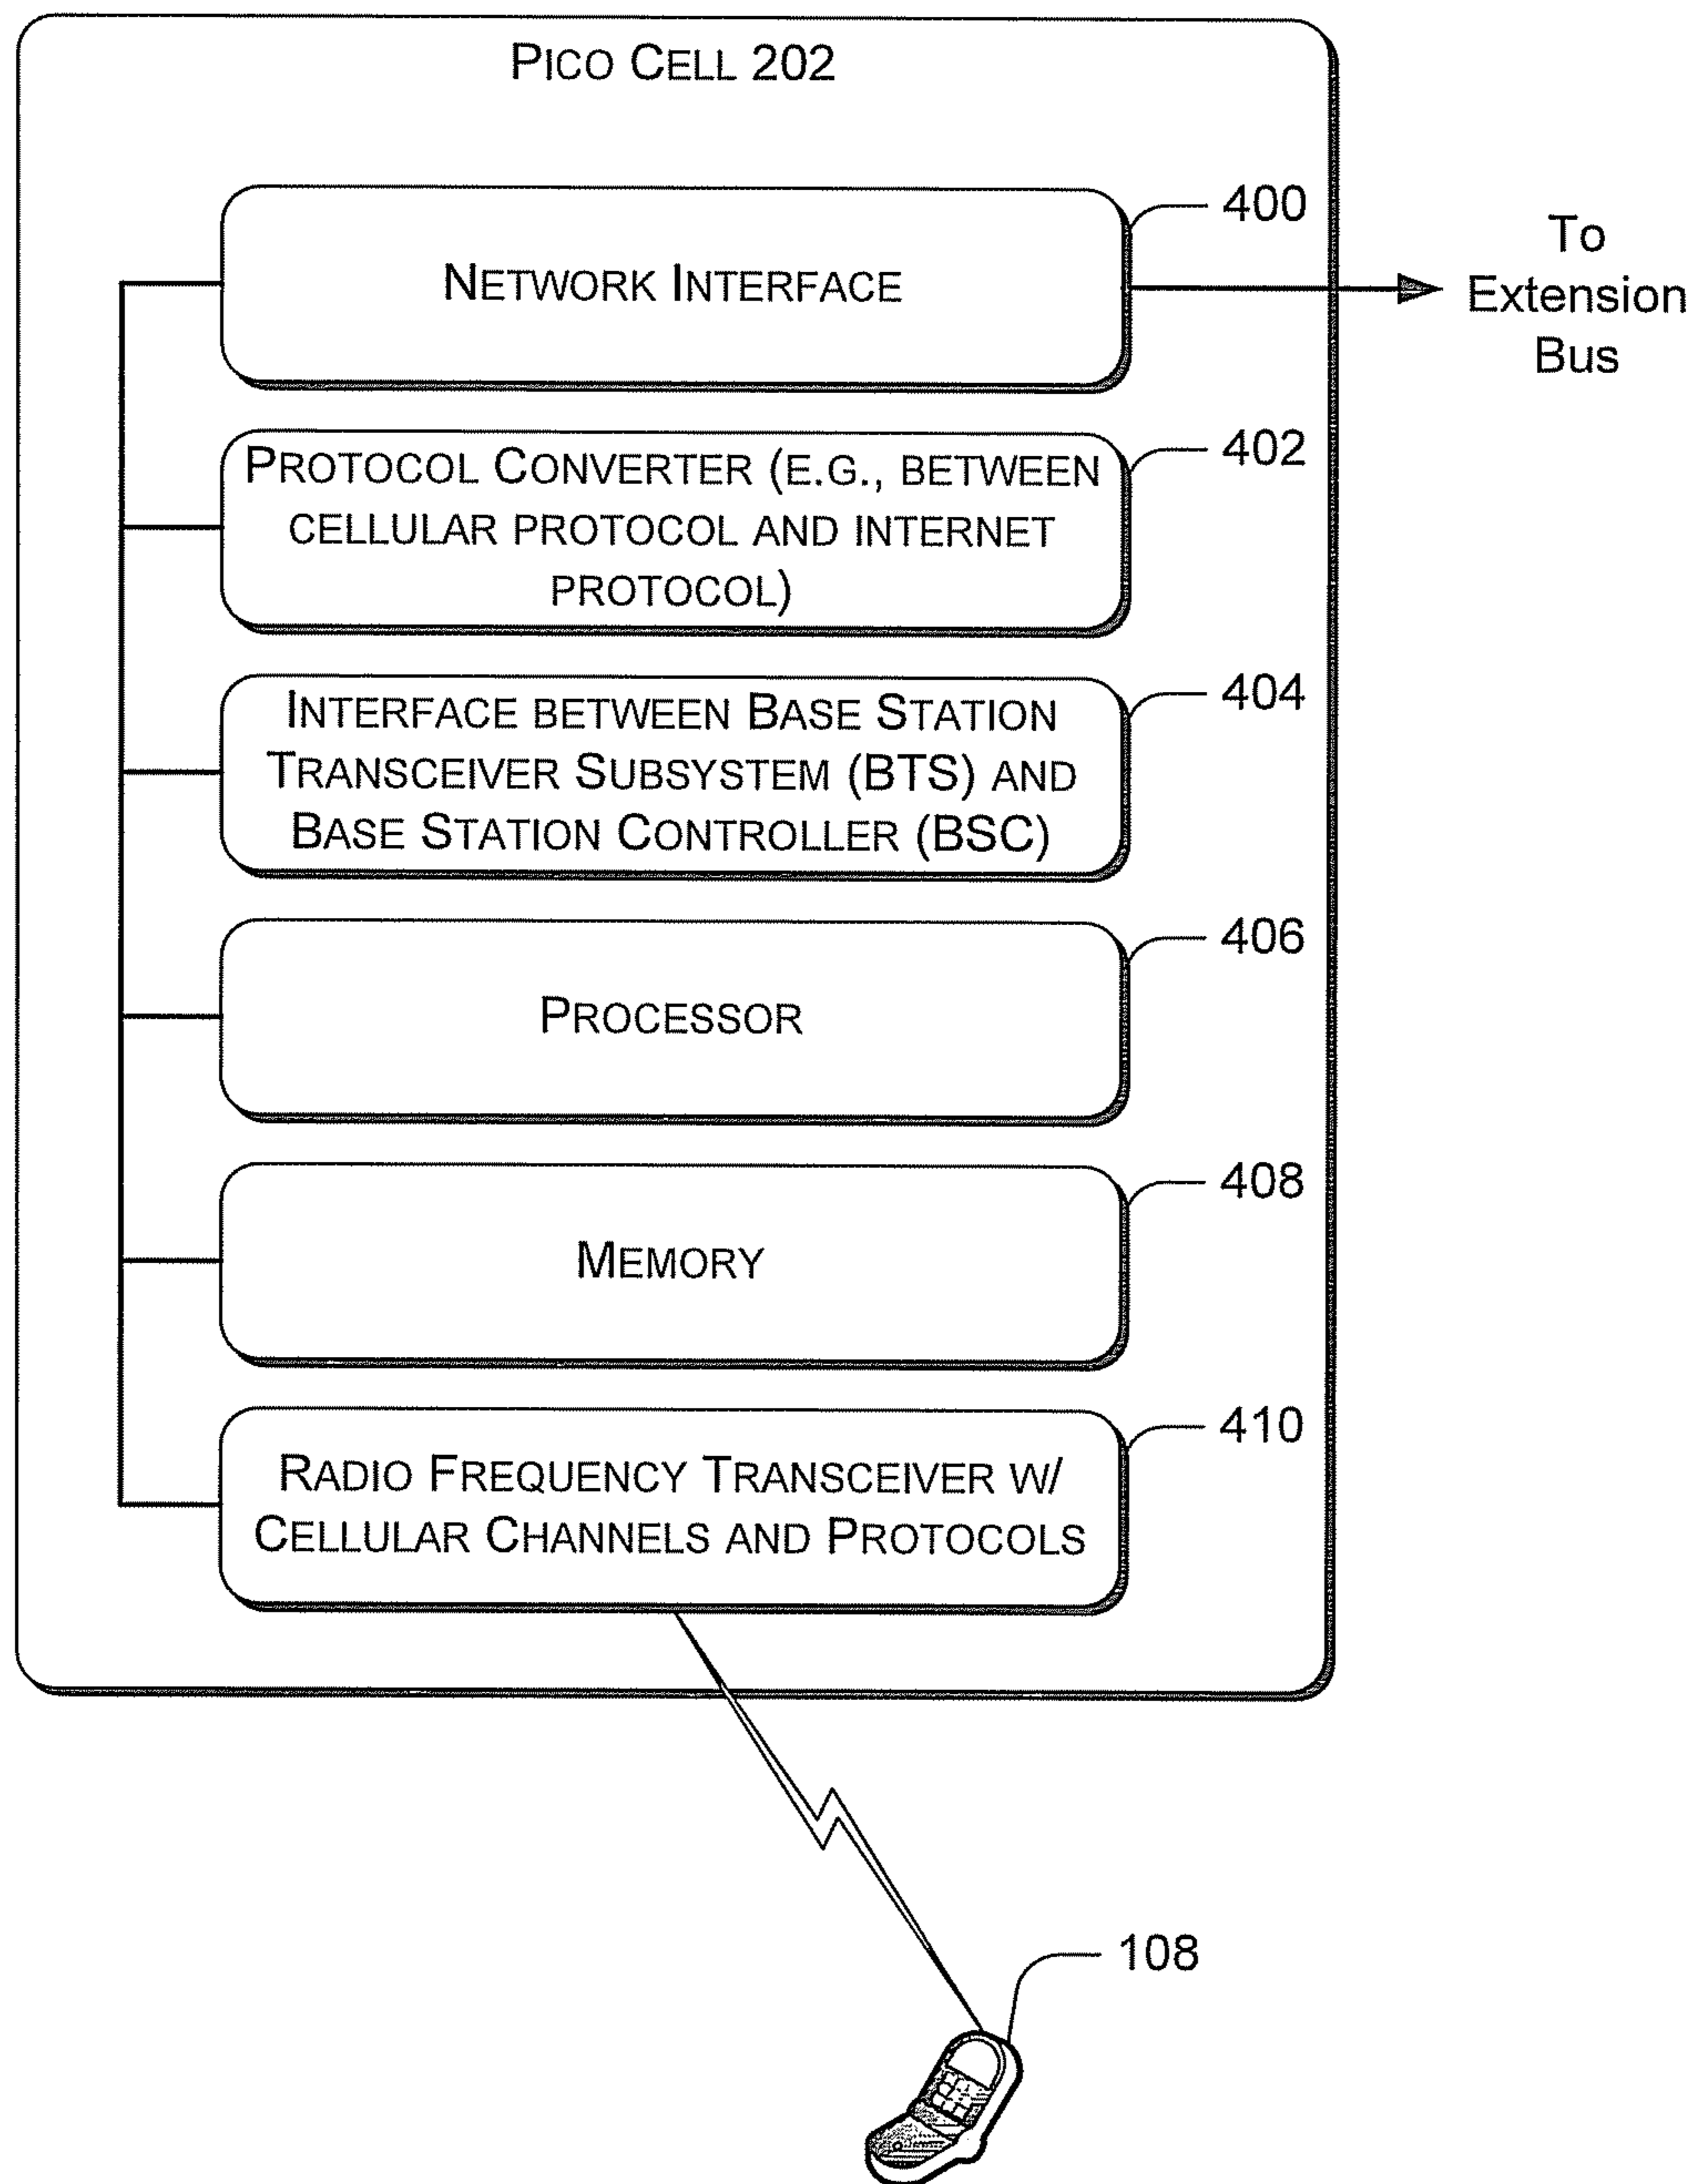 PICO CELL 202
400
NETWORK INTERFACE
To
Extension
Bus
402
PROTOCOL CONVERTER (E.G., BETWEEN
CELLULAR PROTOCOL AND INTERNET
PROTOCOL)
404
INTERFACE BETWEEN BASE STATION
TRANSCEIVER SUBSYSTEM (BTS) AND
BASE STATION CONTROLLER (BSC)
406
PROCESSOR
408
MEMORY
410
RADIO FREQUENCY TRANSCEIVER W/
CELLULAR CHANNELS AND PROTOCOLS
108